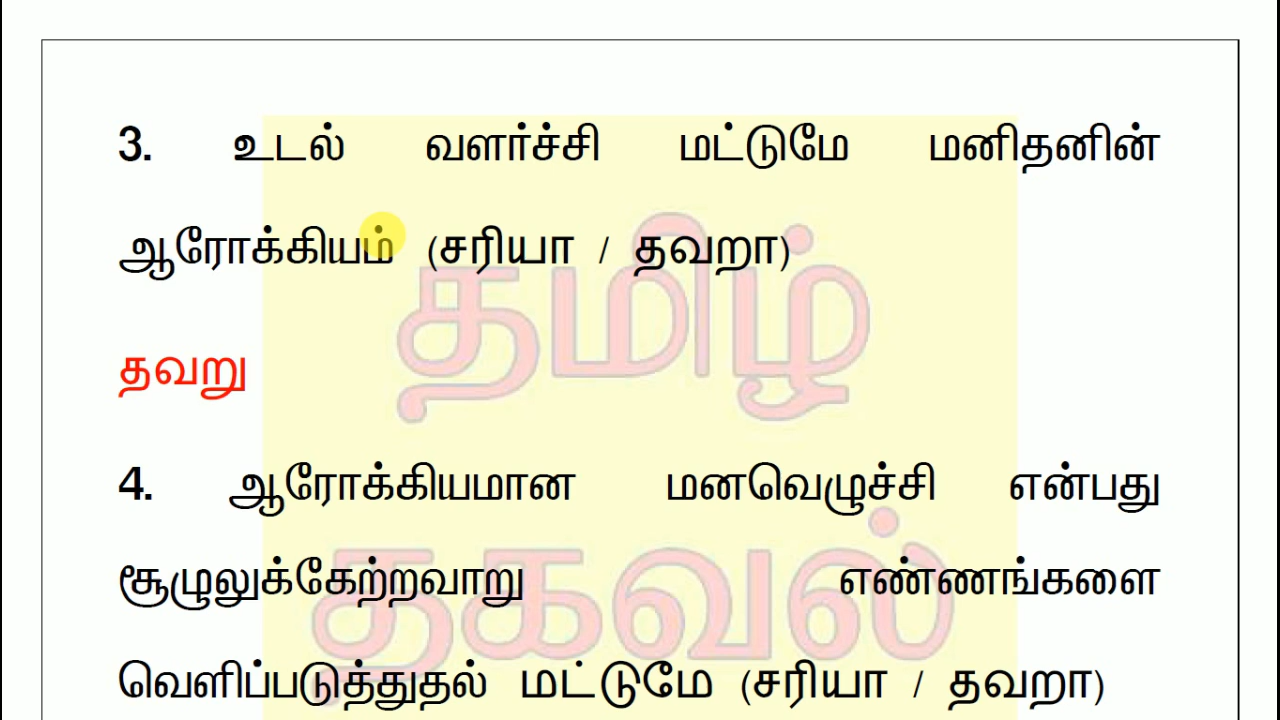 3. உடல் வளர்ச்சி மட்டுமே மனிதனின்
ஆரோக்கியம் (சரியா / தவறா)
தவறு
4. ஆரோக்கியமான மனவெழுச்சி என்பது
சூழுலுக்கேற்றவாறு எண்ணங்களை
வெளிப்படுத்துதல் மட்டுமே (சரியா / தவறா)
தமிழ்
தகவல்